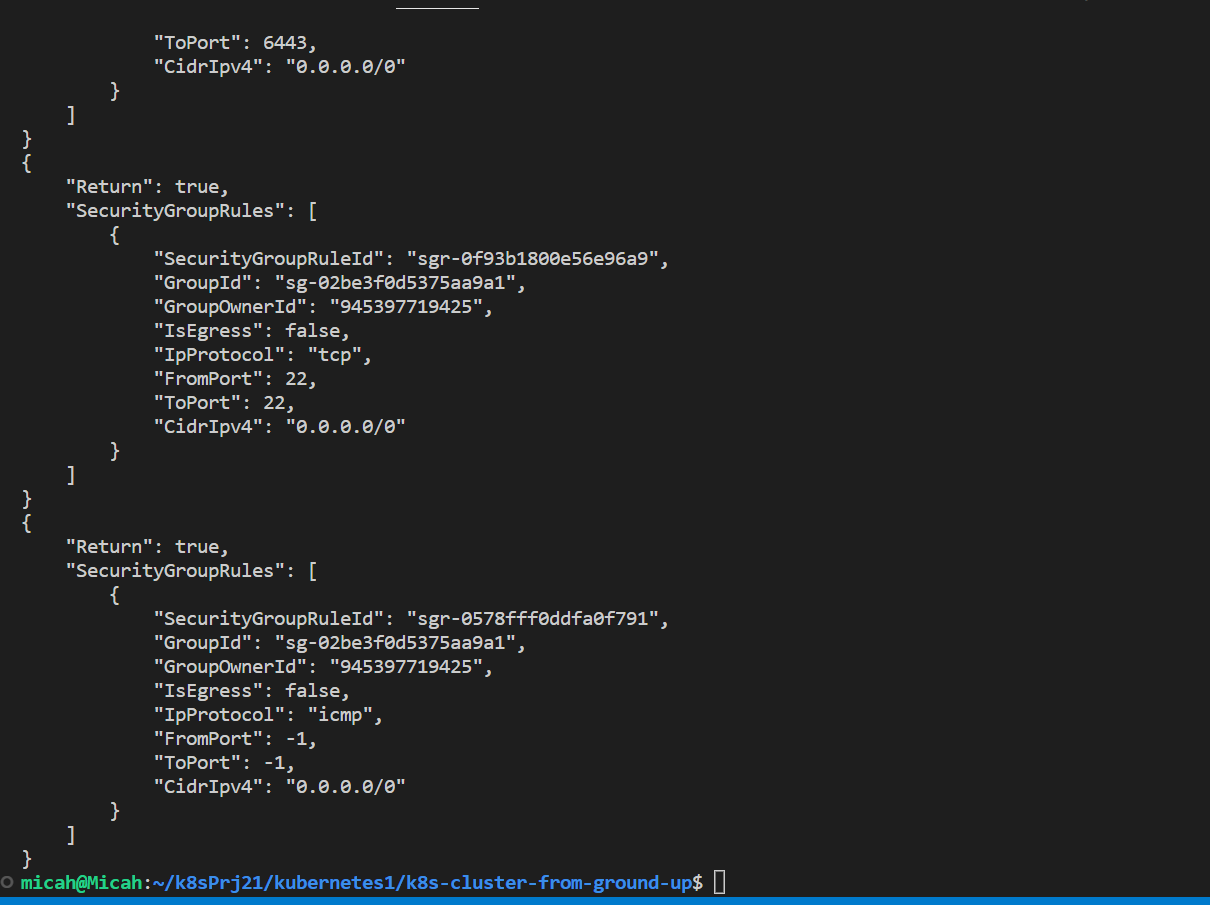 "ToPort": 6443,
"CidrIpv4": "0.0.0.0/0"
}
]
}
{
"Return": true,
"SecurityGroupRules": [
{
"SecurityGroupRuleId": "sgr-0f93b1800e56e96a9",
"GroupId": "sg-02be3f0d5375aa9a1",
"GroupOwnerId": "945397719425",
"IsEgress": false,
"IpProtocol": "tcp",
"FromPort": 22,
"ToPort": 22,
"CidrIpv4": "0.0.0.0/0"
}
]
}
{
"Return": true,
"SecurityGroupRules": [
{
"SecurityGroupRuleId": "sgr-0578fff0ddfa0f791",
"GroupId": "sg-02be3f0d5375aa9a1",
"GroupOwnerId": "945397719425",
"IsEgress": false,
"IpProtocol": "icmp",
"FromPort": -1,
"ToPort": -1,
"CidrIpv4": "0.0.0.0/0"
}
]
}
micah@Micah:~/k8sPrj21/kubernetes1/k8s-cluster-from-ground-up$